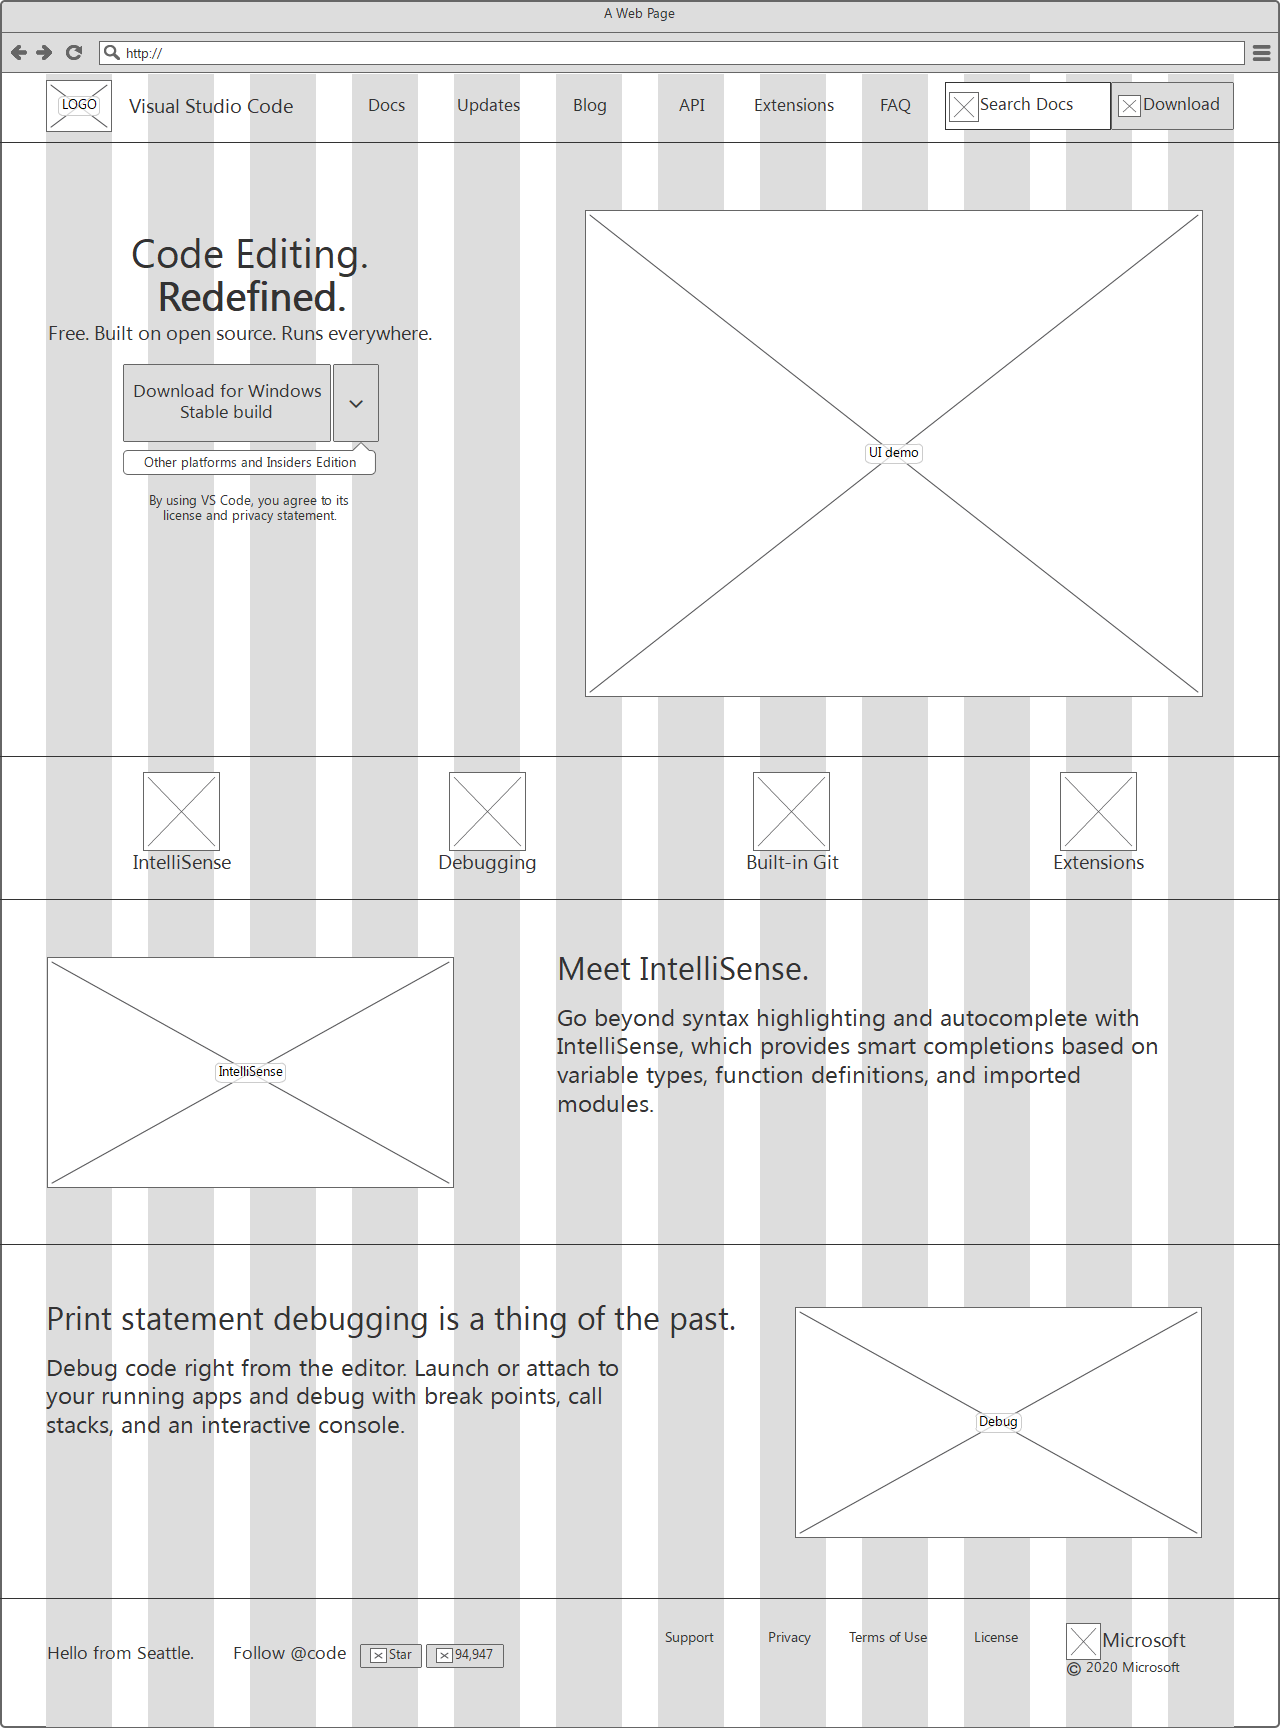 A Web Page
http://
LOGO
Visual Studio Code
Docs
Updates
Blog
API
Extensions
FAQ
Search Docs
Download
Code Editing.
Redefined.
Free. Built on open source. Runs everywhere.
Download for Windows
Stable build
Other platforms and Insiders Edition
By using VS Code, you agree to its
license and privacy statement.
UI demo
IntelliSense
Debugging
Built-in Git
Extensions
IntelliSense
Meet IntelliSense.
Go beyond syntax highlighting and autocomplete with
IntelliSense, which provides smart completions based on
variable types, function definitions, and imported
modules.
Print statement debugging is a thing of the past.
Debug code right from the editor. Launch or attach to
your running apps and debug with break points, call
stacks, and an interactive console.
Debug
Hello from Seattle.
Follow @code
Star
94,947
Support
Privacy
Terms of Use
License
Microsoft
© 2020 Microsoft